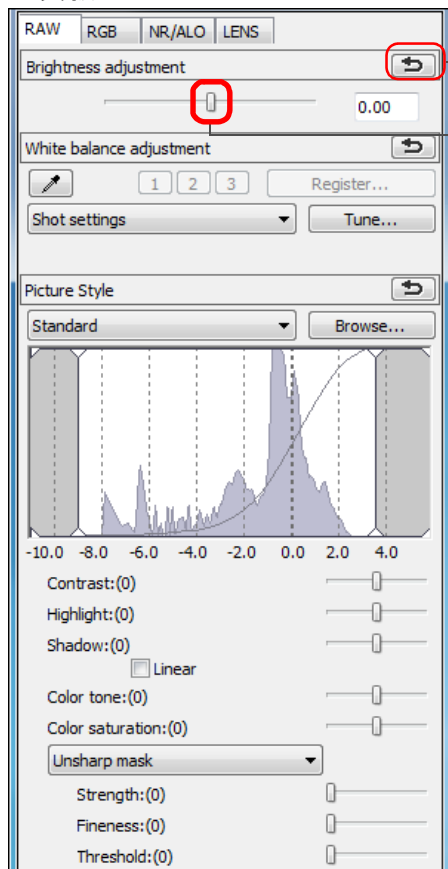 RAW RGB NR/ALO LENS
Brightness adjustment
0.00
White balance adjustment
1 2 3 Register...
Shot settings Tune...
Picture Style
Standard Browse...
-10.0 -8.0 -6.0 -4.0 -2.0 0.0 2.0 4.0
Contrast:(0)
Highlight:(0)
Shadow:(0)
Linear
Color tone:(0)
Color saturation:(0)
Unsharp mask
Strength:(0)
Fineness:(0)
Threshold:(0)